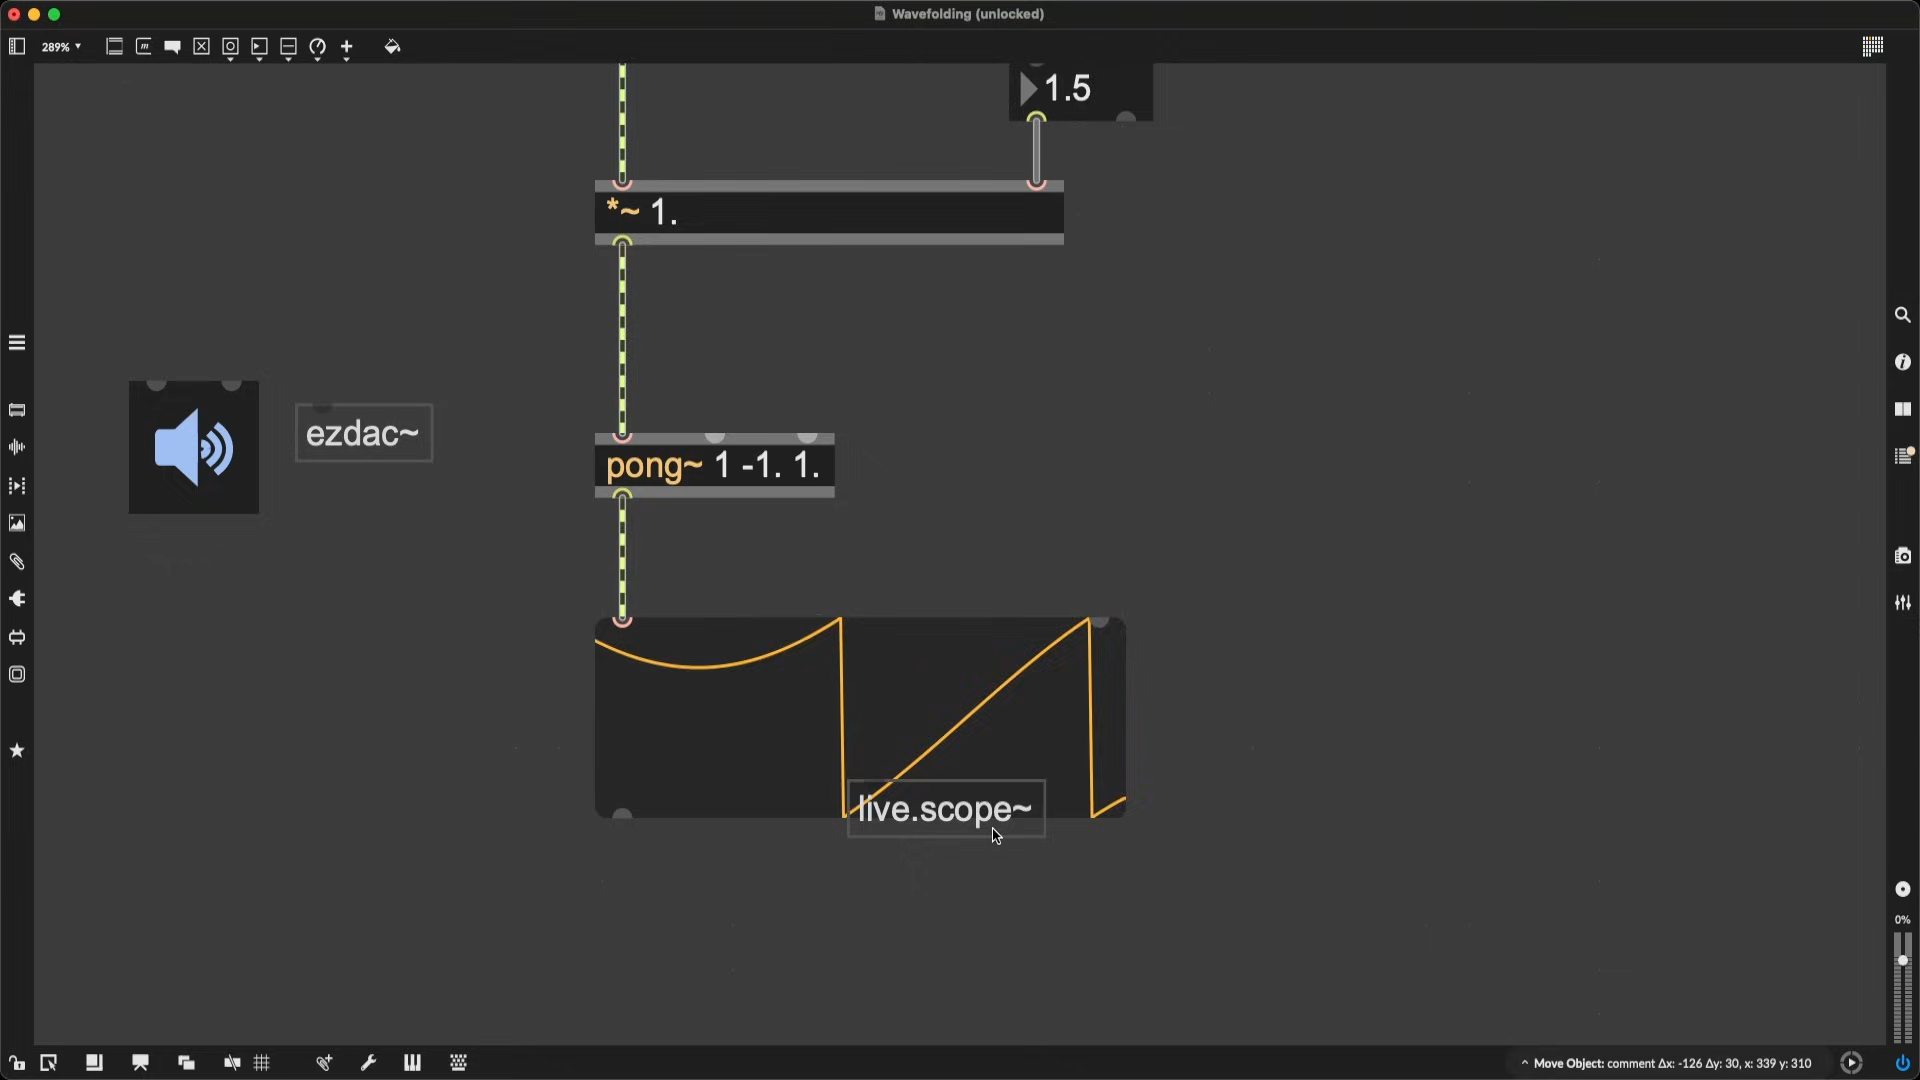 Wavefolding (unlocked)
289%
1.5
*~ 1.
ezdac~
pong~ 1 -1. 1.
live.scope~
0%
Move Object: comment Δx: -126 Δy: 30, x: 339 y: 310